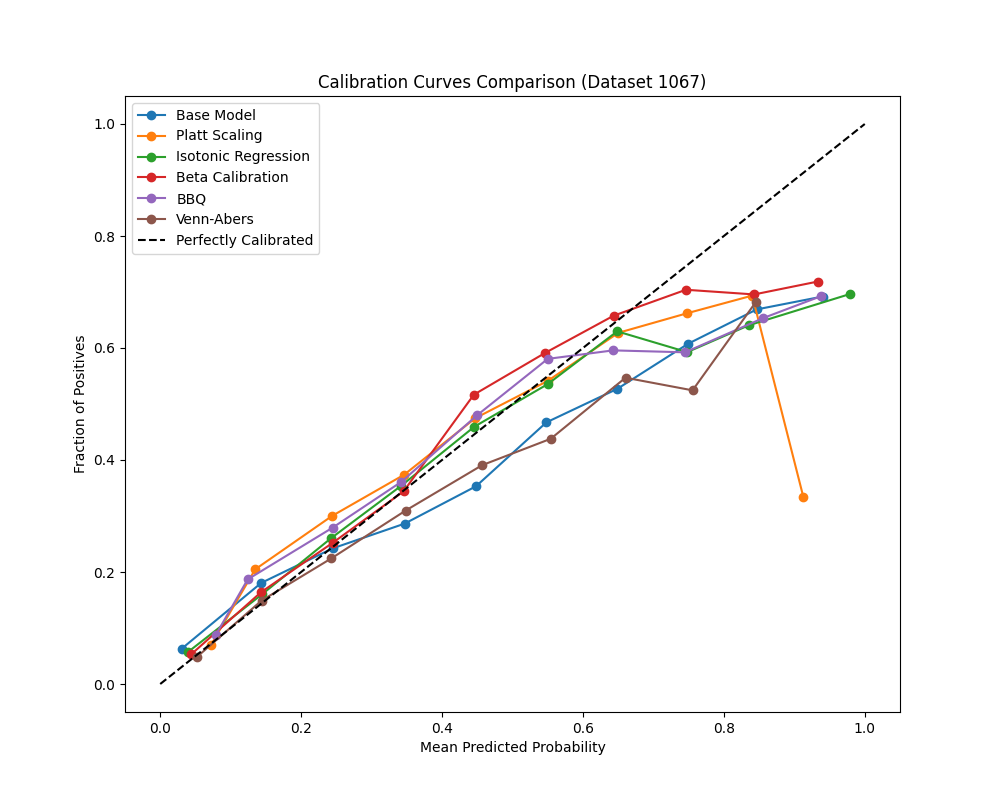 Calibration Curves Comparison (Dataset 1067)
Base Model
Platt Scaling
Isotonic Regression
Beta Calibration
BBQ
Venn-Abers
Perfectly Calibrated
1.0
0.8
0.6
0.4
0.2
0.0
Fraction of Positives
0.0 0.2 0.4 0.6 0.8 1.0
Mean Predicted Probability